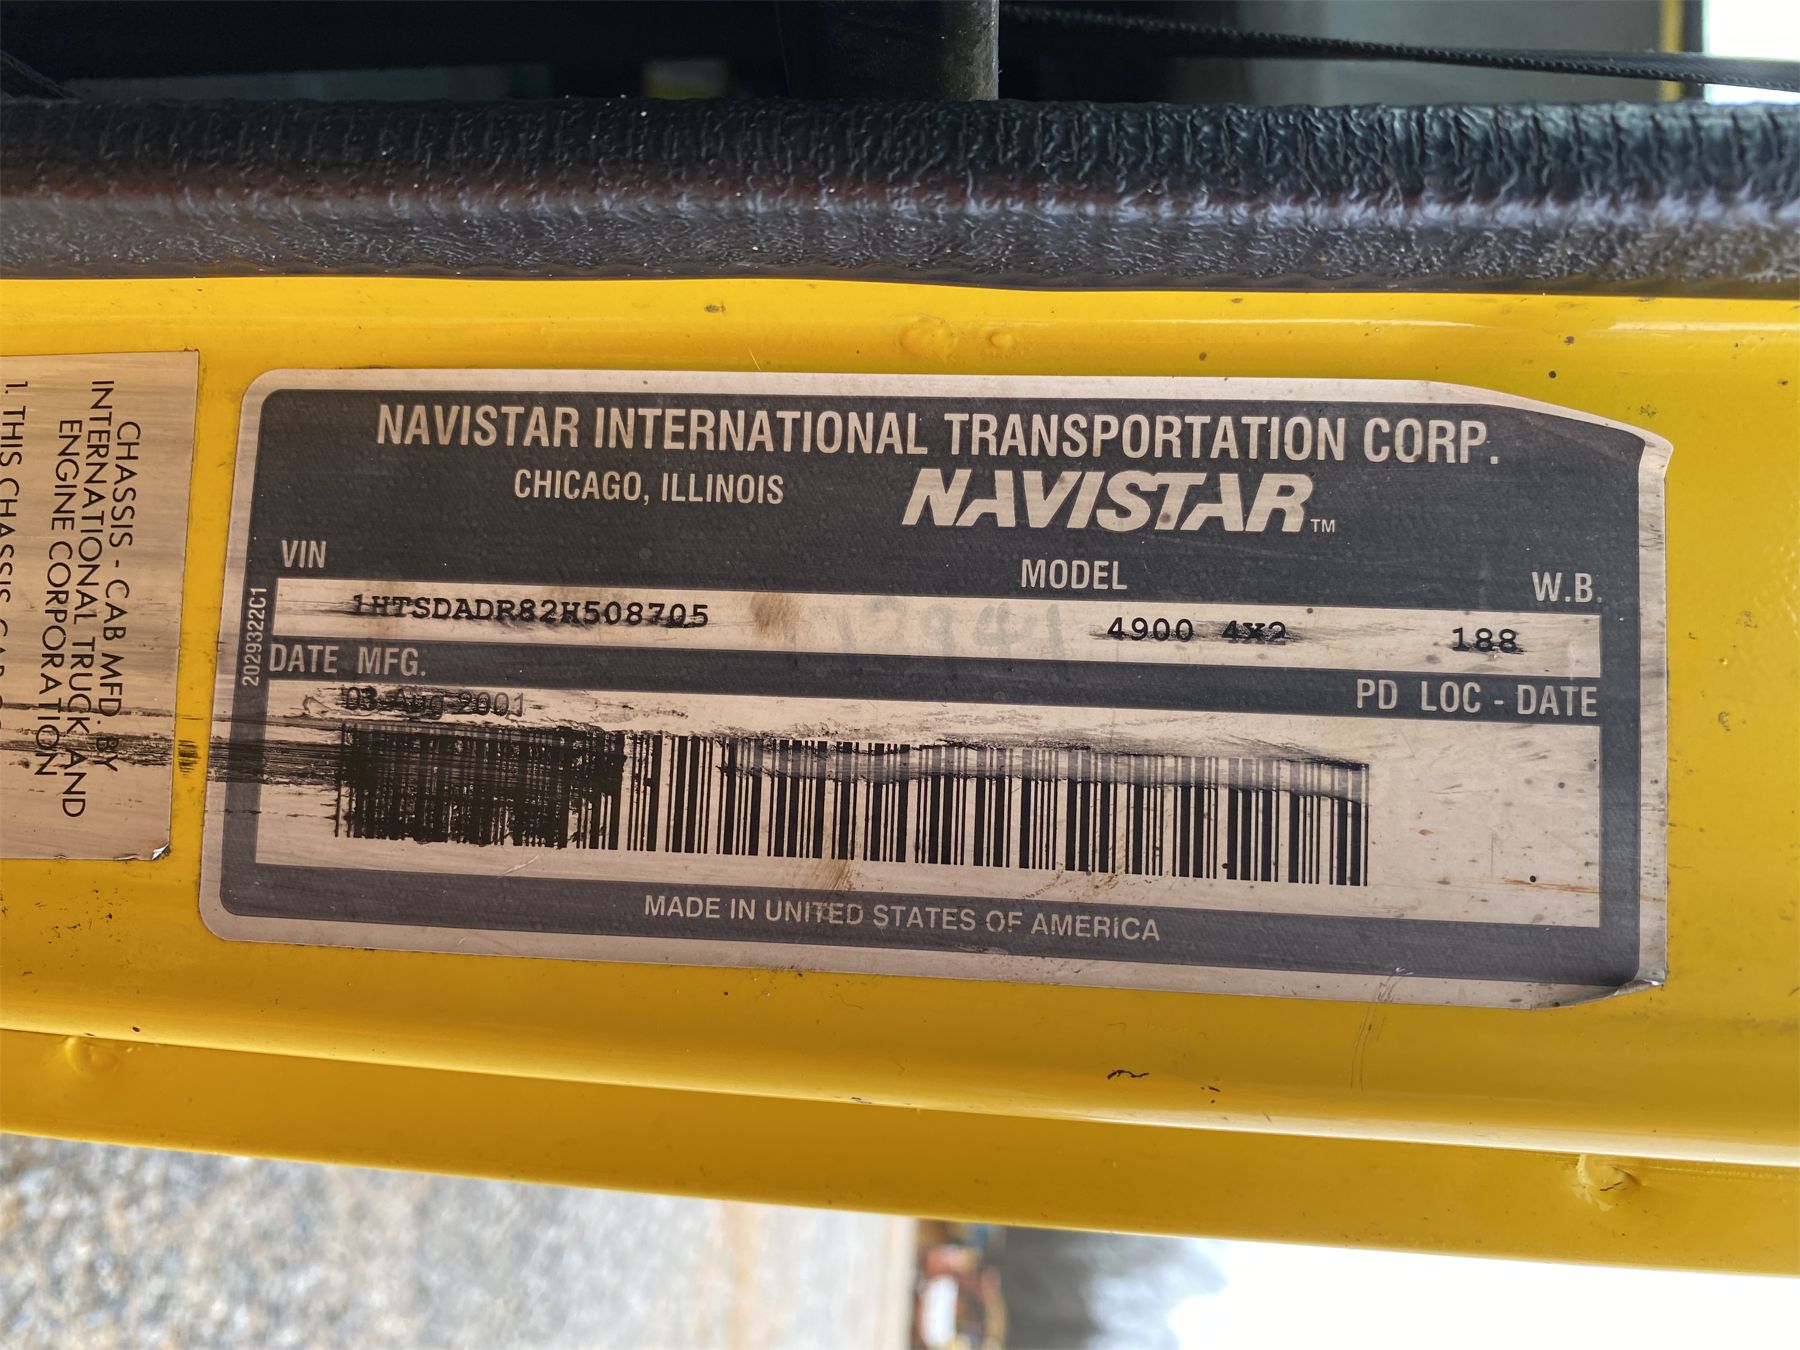 NAVISTAR INTERNATIONAL TRANSPORTATION CORP.
CHICAGO, ILLINOIS
NAVISTAR™
VIN MODEL W.B.
1HTSDADR82H508705 4900 4X2 188
DATE MFG. PD LOC - DATE
03-Aug-2001
MADE IN UNITED STATES OF AMERICA
2029322C1
CHASSIS - CAB MFD. BY
INTERNATIONAL TRUCK AND
ENGINE CORPORATION
1. THIS CHASSIS